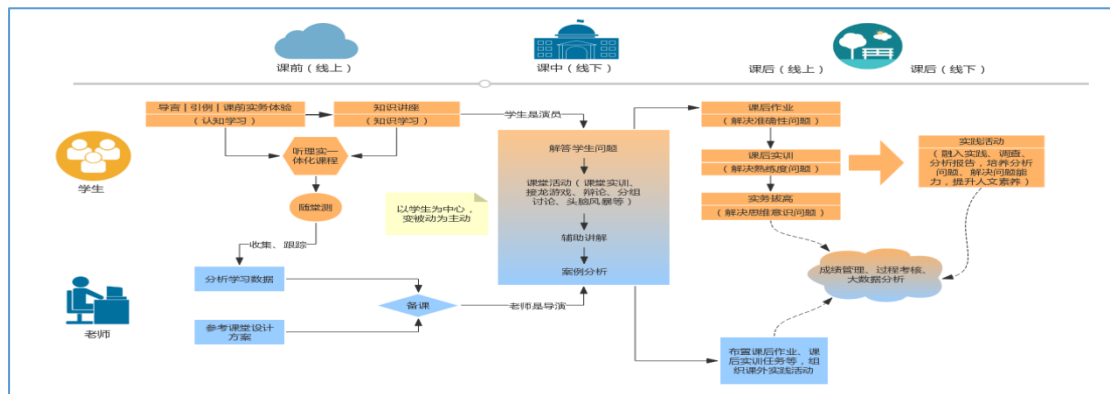 课前（线上）
课中（线下）
课后（线上）
课后（线下）
导言 | 引例 | 课前实务体验
（认知学习）
知识讲座
（知识学习）
学生是演员
听理实一
体化课程
随堂测
学生
收集、跟踪
以学生为中心，
变被动为主动
解答学生问题
课堂活动（课堂实训、
接龙游戏、辩论、分组
讨论、头脑风暴等）
辅助讲解
案例分析
课后作业
（解决准确性问题）
课后实训
（解决熟练度问题）
实务拔高
（解决思维意识问题）
实践活动
（融入实践、调查、
分析报告，培养分析
问题、解决问题能
力，提升人文素养）
成绩管理、过程考核、
大数据分析
分析学习数据
备课
老师是导演
参考课堂设计
方案
老师
布置课后作业、课
后实训任务等，组
织课外实践活动